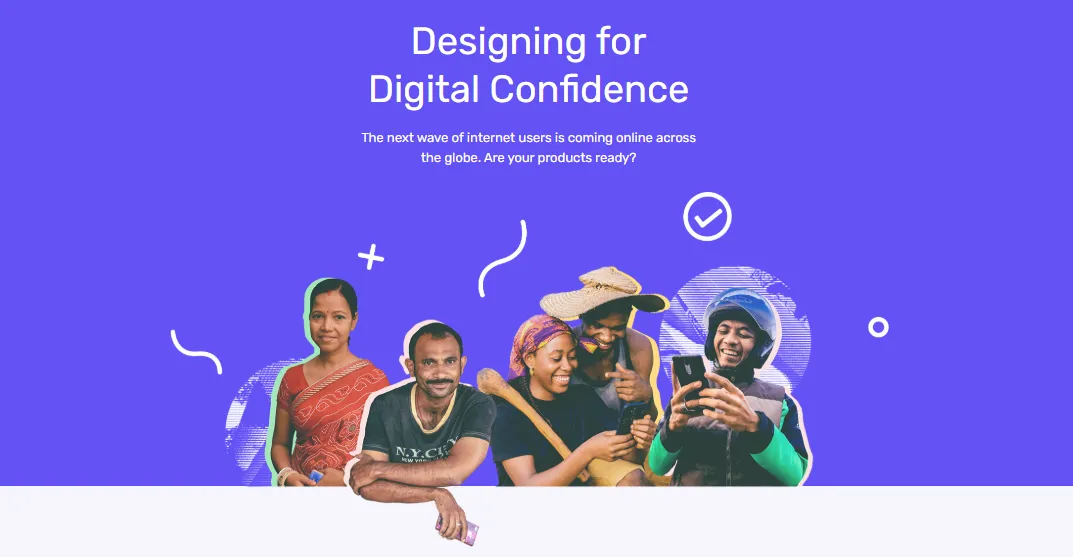 Designing for
Digital Confidence
The next wave of internet users is coming online across
the globe. Are your products ready?
N.Y.C.